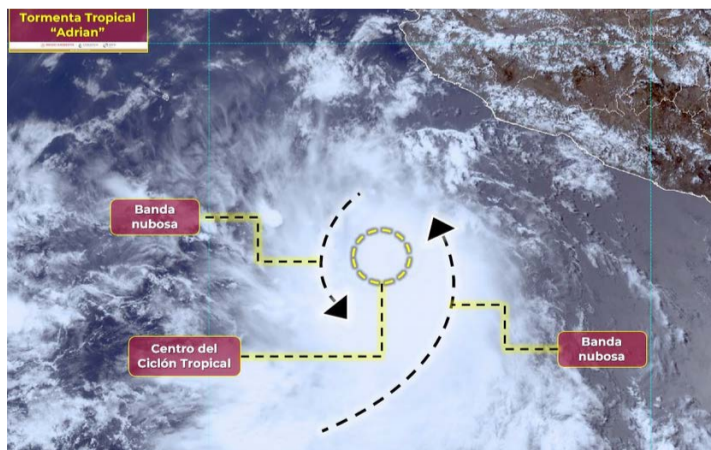 Tormenta Tropical
“Adrian”
Banda
nubosa
Centro del
Ciclón Tropical
Banda
nubosa